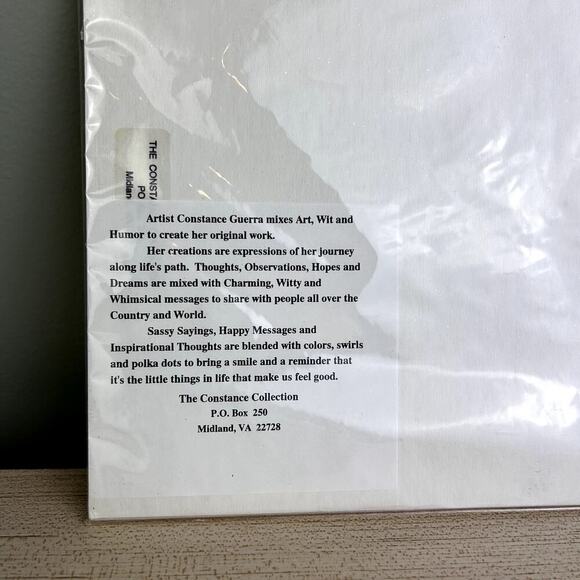 THE CONSTA
PO
Midlan
Artist Constance Guerra mixes Art, Wit and
Humor to create her original work.
Her creations are expressions of her journey
along life's path. Thoughts, Observations, Hopes and
Dreams are mixed with Charming, Witty and
Whimsical messages to share with people all over the
Country and World.
Sassy Sayings, Happy Messages and
Inspirational Thoughts are blended with colors, swirls
and polka dots to bring a smile and a reminder that
it's the little things in life that make us feel good.
The Constance Collection
P.O. Box 250
Midland, VA 22728